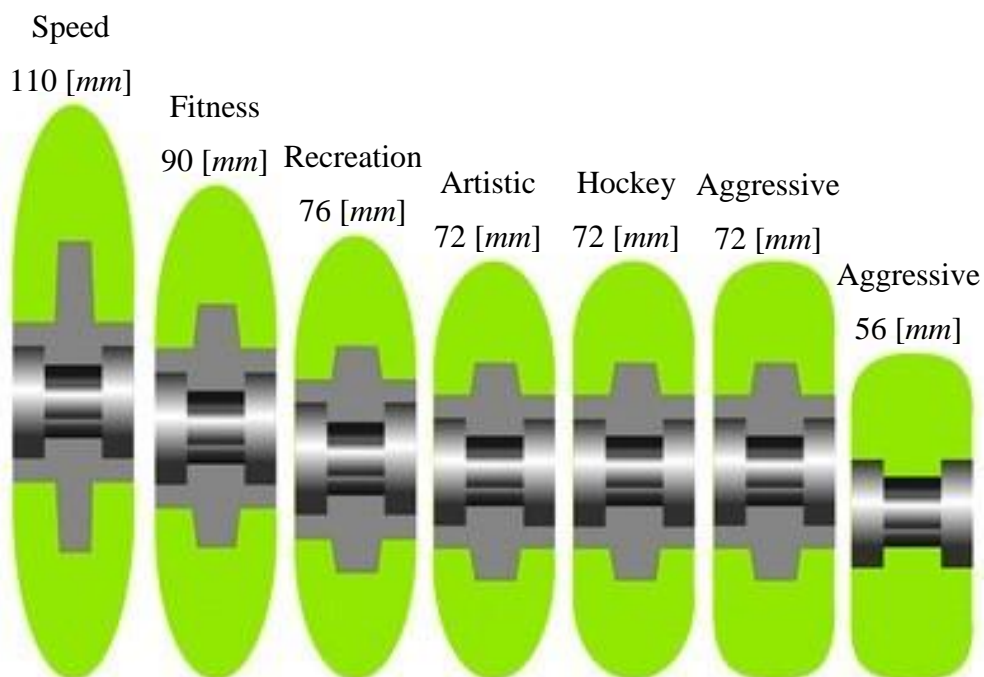 Speed
110 [mm]
Fitness
90 [mm]
Recreation
76 [mm]
Artistic
72 [mm]
Hockey
72 [mm]
Aggressive
72 [mm]
Aggressive
56 [mm]